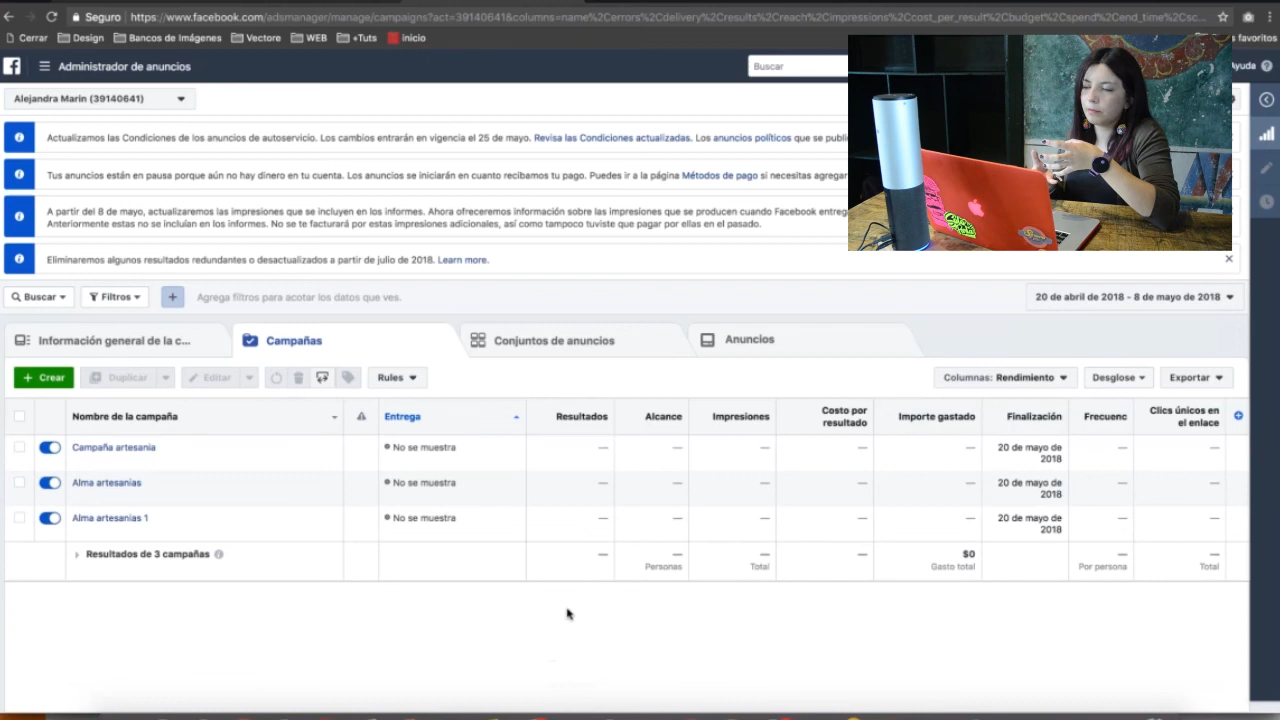 Seguro
https://www.facebook.com/adsmanager/manage/campaigns?act=39140641&columns=name%2Cerrors%2Cdelivery%2Cresults%2Creach%2Cimpressions%2Ccost_per_result%2Cbudget%2Cspend%2Cend_time%2Csc...
Cerrar Design Bancos de Imágenes Vectore WEB +Tuts inicio s favoritos
Administrador de anuncios Buscar Ayuda
Alejandra Marin (39140641)
Actualizamos las Condiciones de los anuncios de autoservicio. Los cambios entrarán en vigencia el 25 de mayo. Revisa las Condiciones actualizadas. Los anuncios políticos que se publi
Tus anuncios están en pausa porque aún no hay dinero en tu cuenta. Los anuncios se iniciarán en cuanto recibamos tu pago. Puedes ir a la página Métodos de pago si necesitas agregar
A partir del 8 de mayo, actualizaremos las impresiones que se incluyen en los informes. Ahora ofreceremos información sobre las impresiones que se producen cuando Facebook entreg
Anteriormente estas no se incluían en los informes. No se te facturará por estas impresiones adicionales, así como tampoco tuviste que pagar por ellas en el pasado.
Eliminaremos algunos resultados redundantes o desactualizados a partir de julio de 2018. Learn more.
Buscar Filtros + Agrega filtros para acotar los datos que ves. 20 de abril de 2018 - 8 de mayo de 2018
Información general de la c... Campañas Conjuntos de anuncios Anuncios
+ Crear Duplicar Editar Rules Columnas: Rendimiento Desglose Exportar
Nombre de la campaña Entrega Resultados Alcance Impresiones Costo por resultado Importe gastado Finalización Frecuenc Clics únicos en el enlace
Campaña artesania No se muestra — — — — — 20 de mayo de 2018 — —
Alma artesanias No se muestra — — — — — 20 de mayo de 2018 — —
Alma artesanias 1 No se muestra — — — — — 20 de mayo de 2018 — —
Resultados de 3 campañas — — — — $0 — —
Personas Total Gasto total Por persona Total